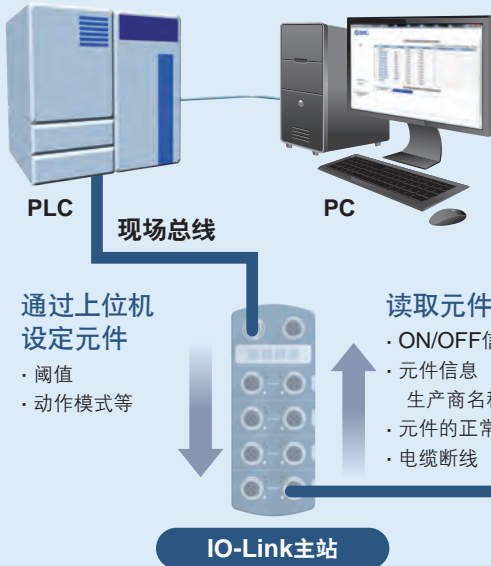 PLC
PC
现场总线
通过上位机
设定元件
· 阈值
· 动作模式等
读取元件
· ON/OFF信
· 元件信息
生产商名称
· 元件的正常
· 电缆断线
IO-Link主站